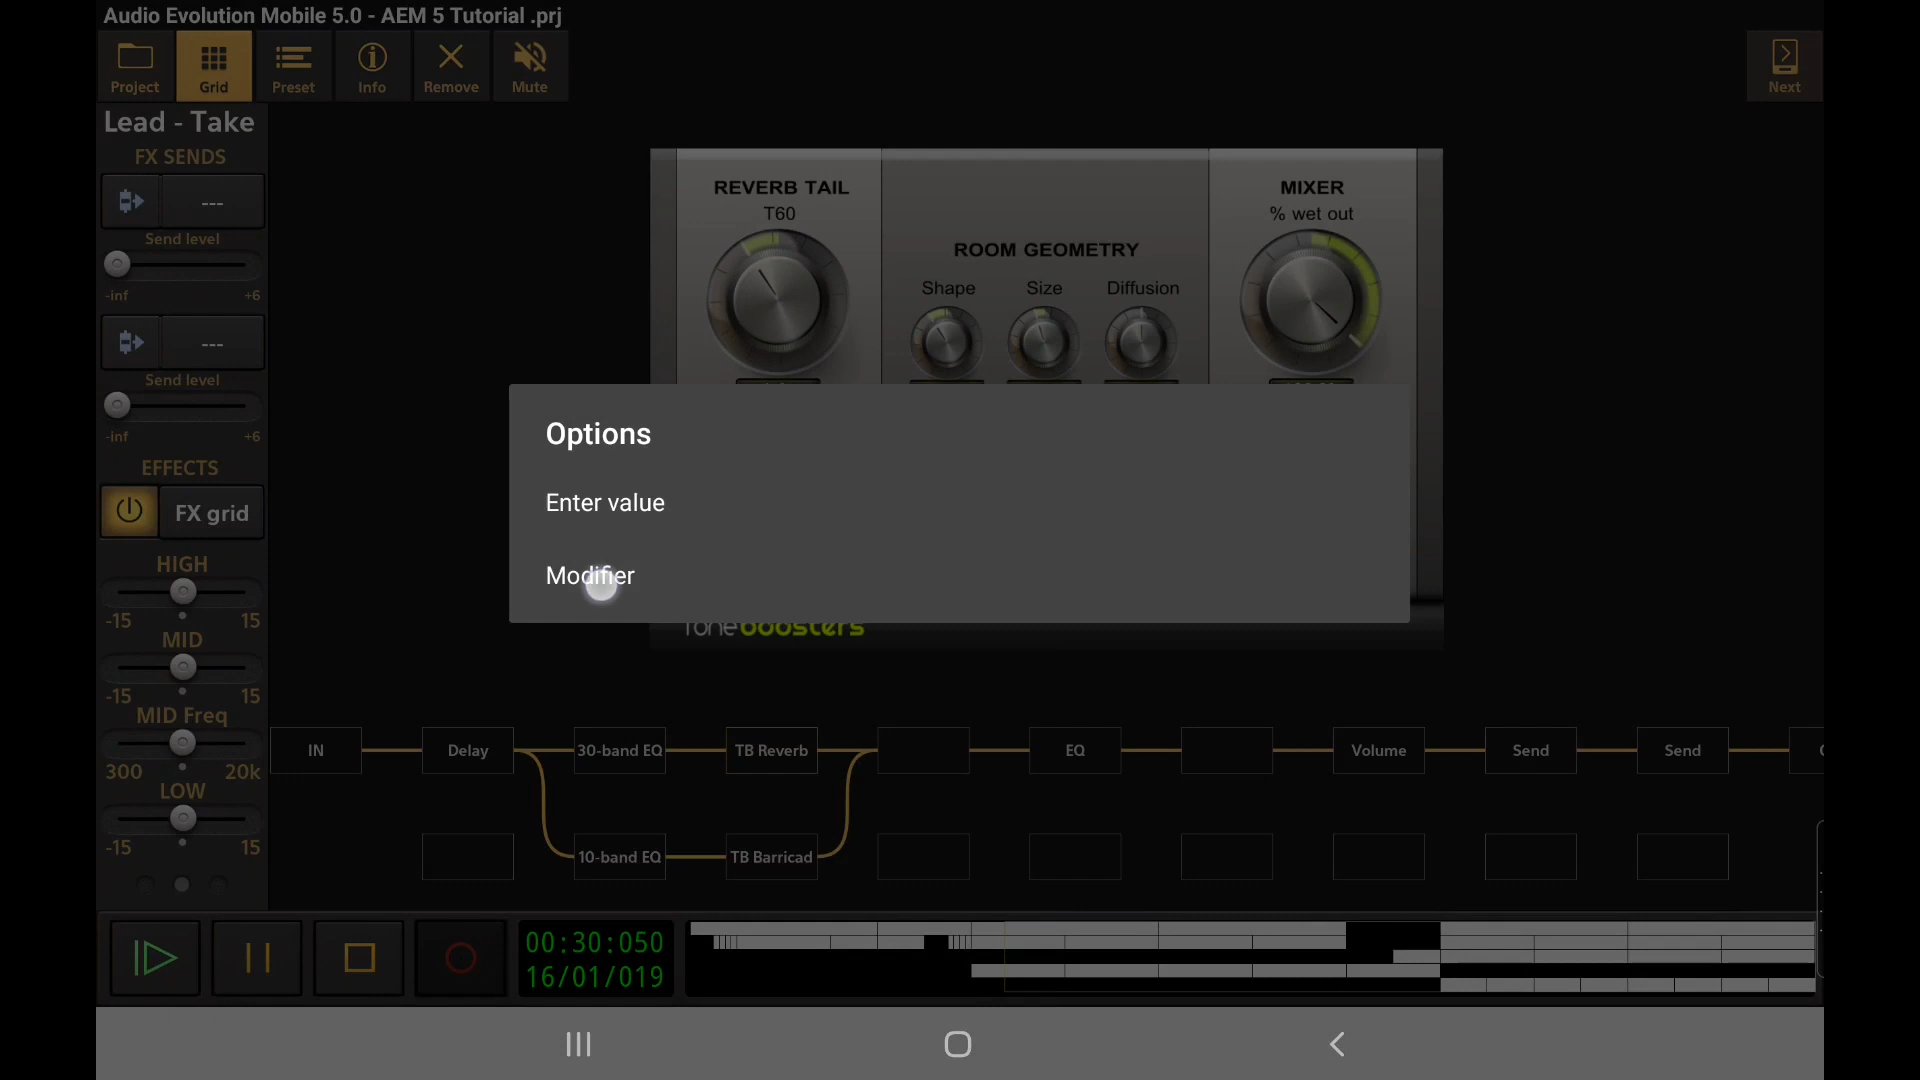 Audio Evolution Mobile 5.0 - AEM 5 Tutorial .prj
Project
Grid
Preset
Info
Remove
Mute
Next
Lead - Take
FX SENDS
---
Send level
-inf +6
---
Send level
-inf +6
EFFECTS
FX grid
HIGH
-15 15
MID
-15 15
MID Freq
300 20k
LOW
-15 15
REVERB TAIL
T60
ROOM GEOMETRY
Shape
Size
Diffusion
MIXER
% wet out
Options
Enter value
Modifier
Toneboosters
IN
Delay
30-band EQ
TB Reverb
EQ
Volume
Send
Send
10-band EQ
TB Barricad
00:30:050
16/01/019